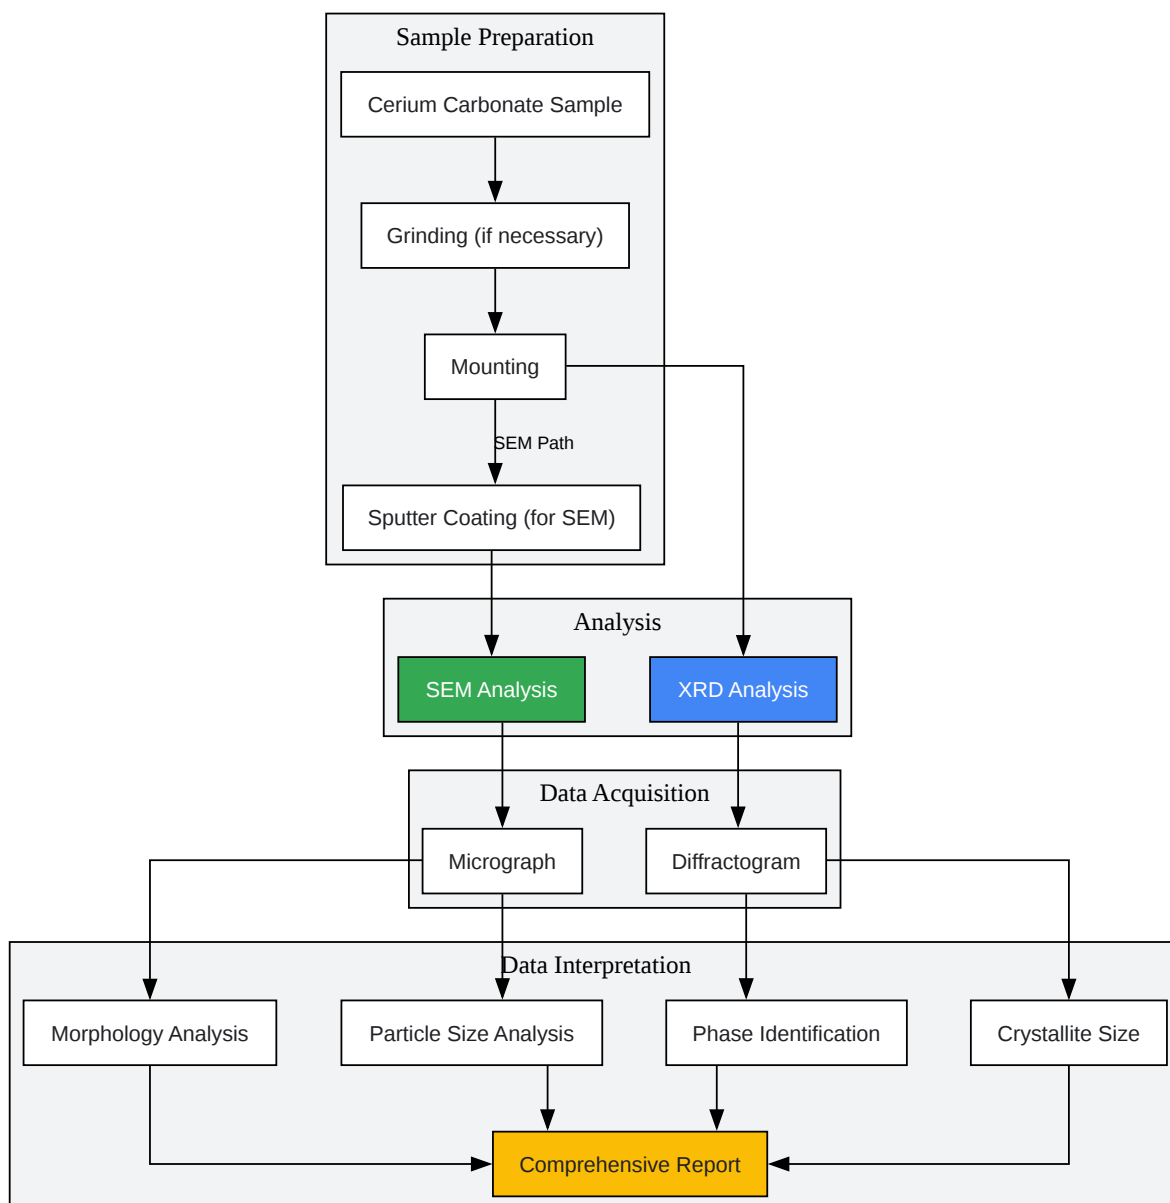 Sample Preparation
Cerium Carbonate Sample
Grinding (if necessary)
Mounting
SEM Path
Sputter Coating (for SEM)
Analysis
SEM Analysis
XRD Analysis
Data Acquisition
Micrograph
Diffractogram
Data Interpretation
Morphology Analysis
Particle Size Analysis
Phase Identification
Crystallite Size
Comprehensive Report